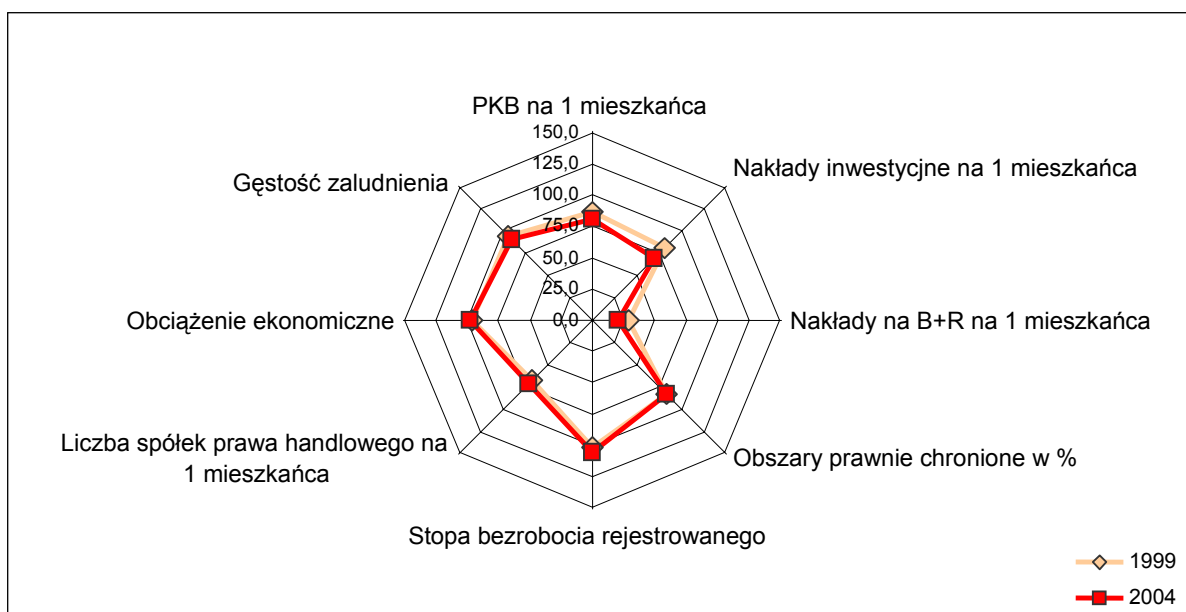 PKB na 1 mieszkańca
150,0
125,0
100,0
75,0
50,0
25,0
0,0
Nakłady inwestycyjne na 1 mieszkańca
Nakłady na B+R na 1 mieszkańca
Obszary prawnie chronione w %
Stopa bezrobocia rejestrowanego
Liczba spółek prawa handlowego na
1 mieszkańca
Obciążenie ekonomiczne
Gęstość zaludnienia
1999
2004